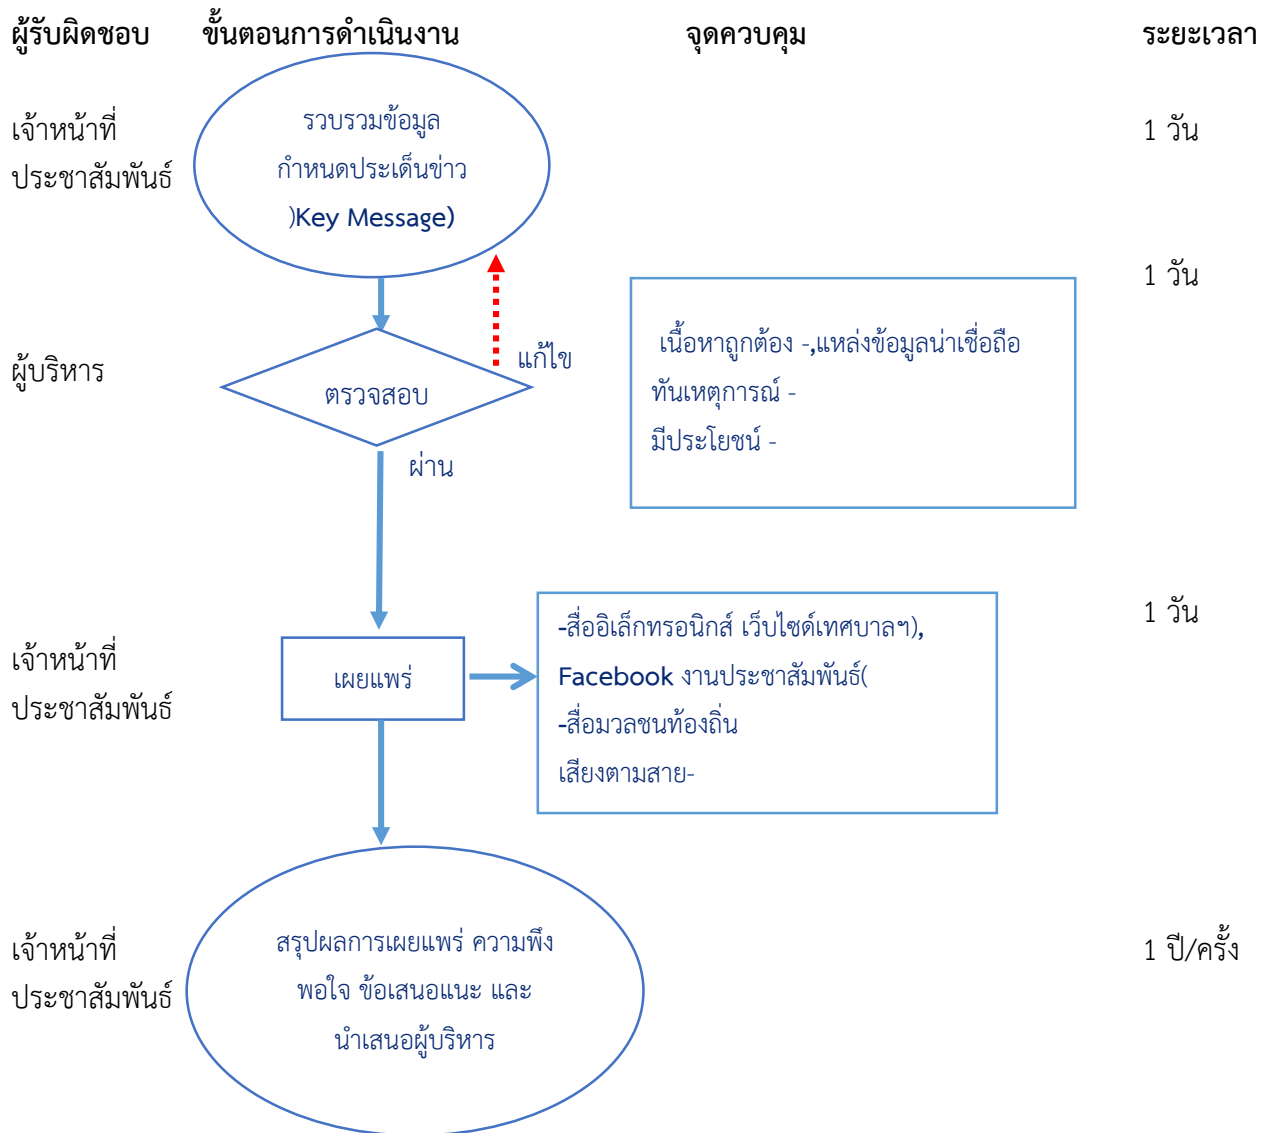 ผู้รับผิดชอบ ขั้นตอนการดำเนินงาน จุดควบคุม ระยะเวลา
เจ้าหน้าที่
ประชาสัมพันธ์
รวบรวมข้อมูล
กำหนดประเด็นข่าว
)Key Message)
1 วัน
1 วัน
ผู้บริหาร
ตรวจสอบ
แก้ไข
ผ่าน
เนื้อหาถูกต้อง -,แหล่งข้อมูลน่าเชื่อถือ
ทันเหตุการณ์ -
มีประโยชน์ -
1 วัน
เจ้าหน้าที่
ประชาสัมพันธ์
เผยแพร่
-สื่ออิเล็กทรอนิกส์ เว็บไซด์เทศบาลฯ),
Facebook งานประชาสัมพันธ์(
-สื่อมวลชนท้องถิ่น
เสียงตามสาย-
เจ้าหน้าที่
ประชาสัมพันธ์
สรุปผลการเผยแพร่ ความพึง
พอใจ ข้อเสนอแนะ และ
นำเสนอผู้บริหาร
1 ปี/ครั้ง